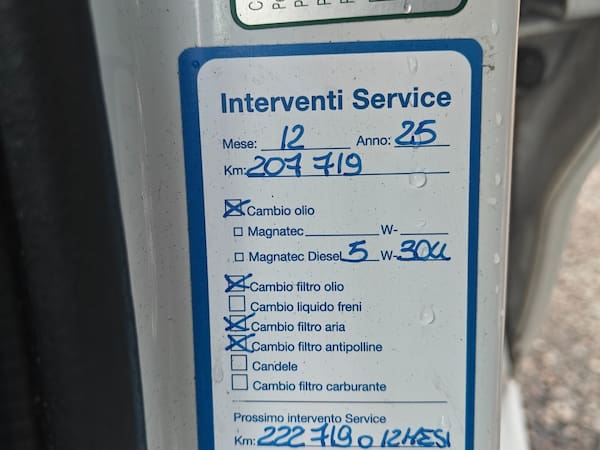 Interventi Service
Mese: 12 Anno: 25
Km: 207 719
Cambio olio
Magnatec W-
Magnatec Diesel 5 W-30
Cambio filtro olio
Cambio liquido freni
Cambio filtro aria
Cambio filtro antipolline
Candele
Cambio filtro carburante
Prossimo intervento Service
Km: 222 719 o 12 MESI